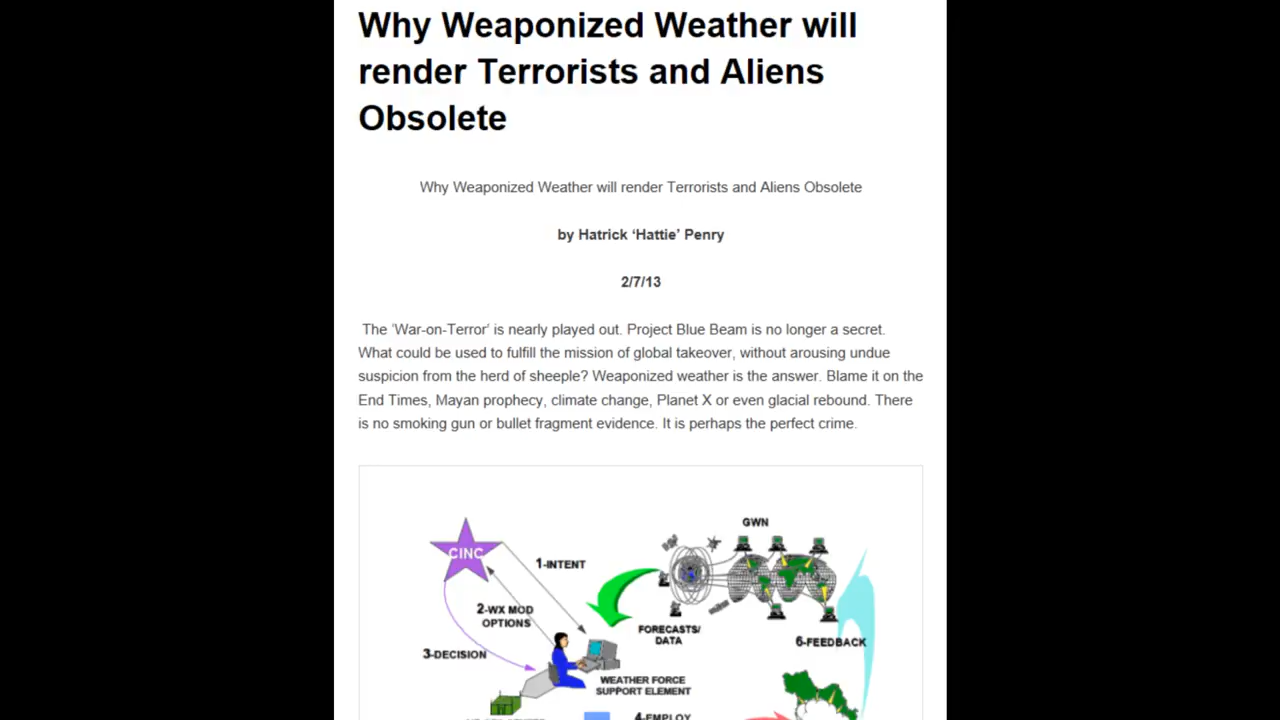 Why Weaponized Weather will
render Terrorists and Aliens
Obsolete
Why Weaponized Weather will render Terrorists and Aliens Obsolete
by Hatrick ‘Hattie’ Penry
2/7/13
The ‘War-on-Terror’ is nearly played out. Project Blue Beam is no longer a secret.
What could be used to fulfill the mission of global takeover, without arousing undue
suspicion from the herd of sheeple? Weaponized weather is the answer. Blame it on the
End Times, Mayan prophecy, climate change, Planet X or even glacial rebound. There
is no smoking gun or bullet fragment evidence. It is perhaps the perfect crime.
GWN
CINC
1-INTENT
2-WX MOD
OPTIONS
FORECASTS/
DATA
6-FEEDBACK
3-DECISION
WEATHER FORCE
SUPPORT ELEMENT
4-EMPLOY